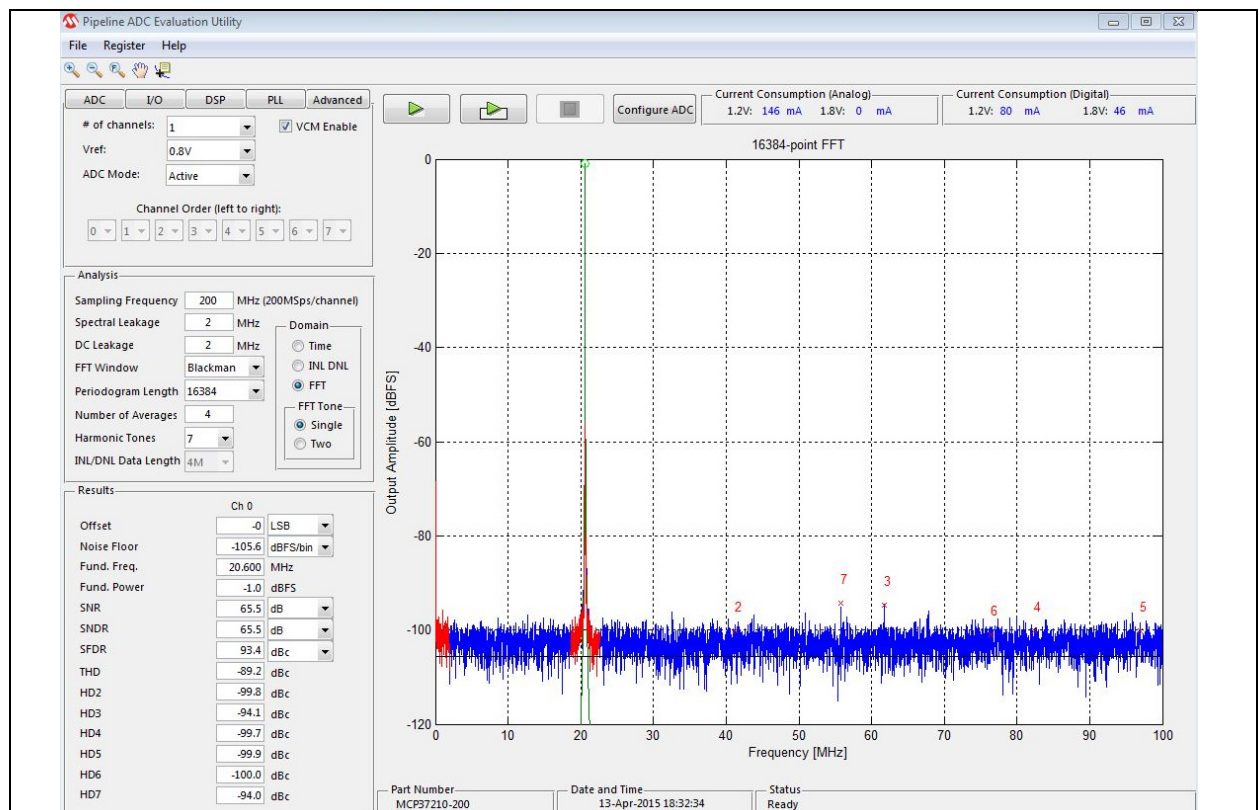 Pipeline ADC Evaluation Utility
File Register Help
ADC I/O DSP PLL Advanced
# of channels: 1 VCM Enable
Vref: 0.8V
ADC Mode: Active
Channel Order (left to right):
0 1 2 3 4 5 6 7
Analysis
Sampling Frequency 200 MHz (200MSps/channel)
Spectral Leakage 2 MHz
DC Leakage 2 MHz
FFT Window Blackman
Periodogram Length 16384
Number of Averages 4
Harmonic Tones 7
INL/DNL Data Length 4M
Domain
Time
INL DNL
FFT
FFT Tone
Single
Two
Results
Ch 0
Offset -0 LSB
Noise Floor -105.6 dBFS/bin
Fund. Freq. 20.600 MHz
Fund. Power -1.0 dBFS
SNR 65.5 dB
SNDR 65.5 dB
SFDR 93.4 dBc
THD -89.2 dBc
HD2 -99.8 dBc
HD3 -94.1 dBc
HD4 -99.7 dBc
HD5 -99.9 dBc
HD6 -100.0 dBc
HD7 -94.0 dBc
Configure ADC
Current Consumption (Analog)
1.2V: 146 mA 1.8V: 0 mA
Current Consumption (Digital)
1.2V: 80 mA 1.8V: 46 mA
16384-point FFT
Output Amplitude [dBFS]
0
-20
-40
-60
-80
-100
-120
2
7
3
6
4
5
0 10 20 30 40 50 60 70 80 90 100
Frequency [MHz]
Part Number
MCP37210-200
Date and Time
13-Apr-2015 18:32:34
Status
Ready